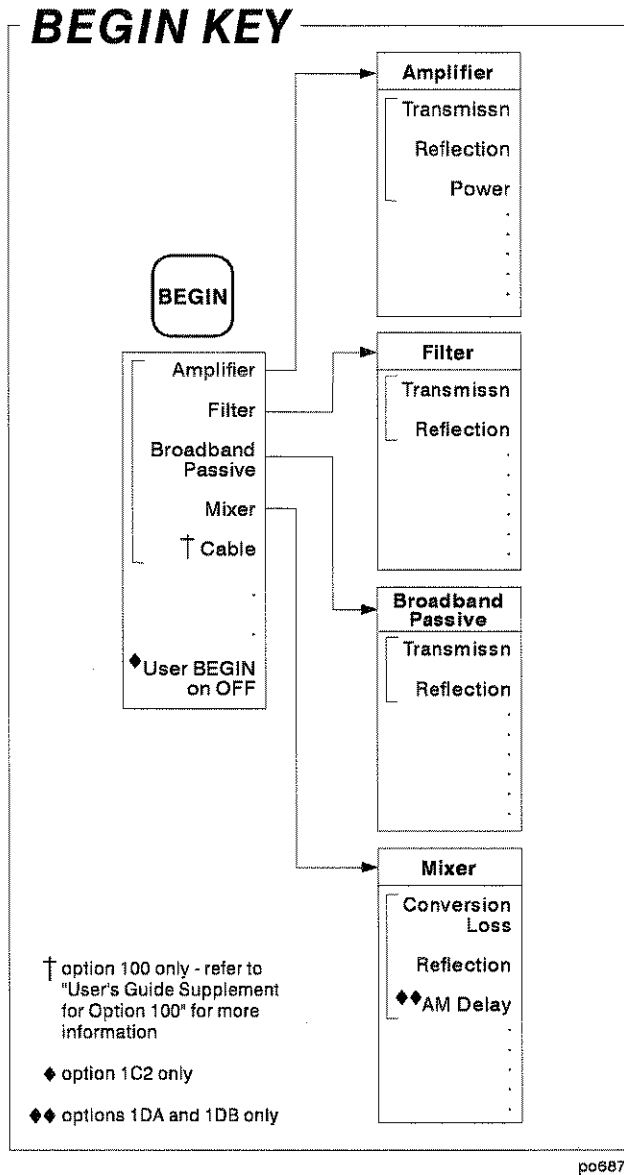 BEGIN KEY
BEGIN
Amplifier
Filter
Broadband
Passive
Mixer
† Cable
♦User BEGIN
on OFF
Amplifier
Transmissn
Reflection
Power
Filter
Transmissn
Reflection
Broadband
Passive
Transmissn
Reflection
Mixer
Conversion
Loss
Reflection
♦♦AM Delay
† option 100 only - refer to
"User's Guide Supplement
for Option 100" for more
information
♦ option 1C2 only
♦♦ options 1DA and 1DB only
po687